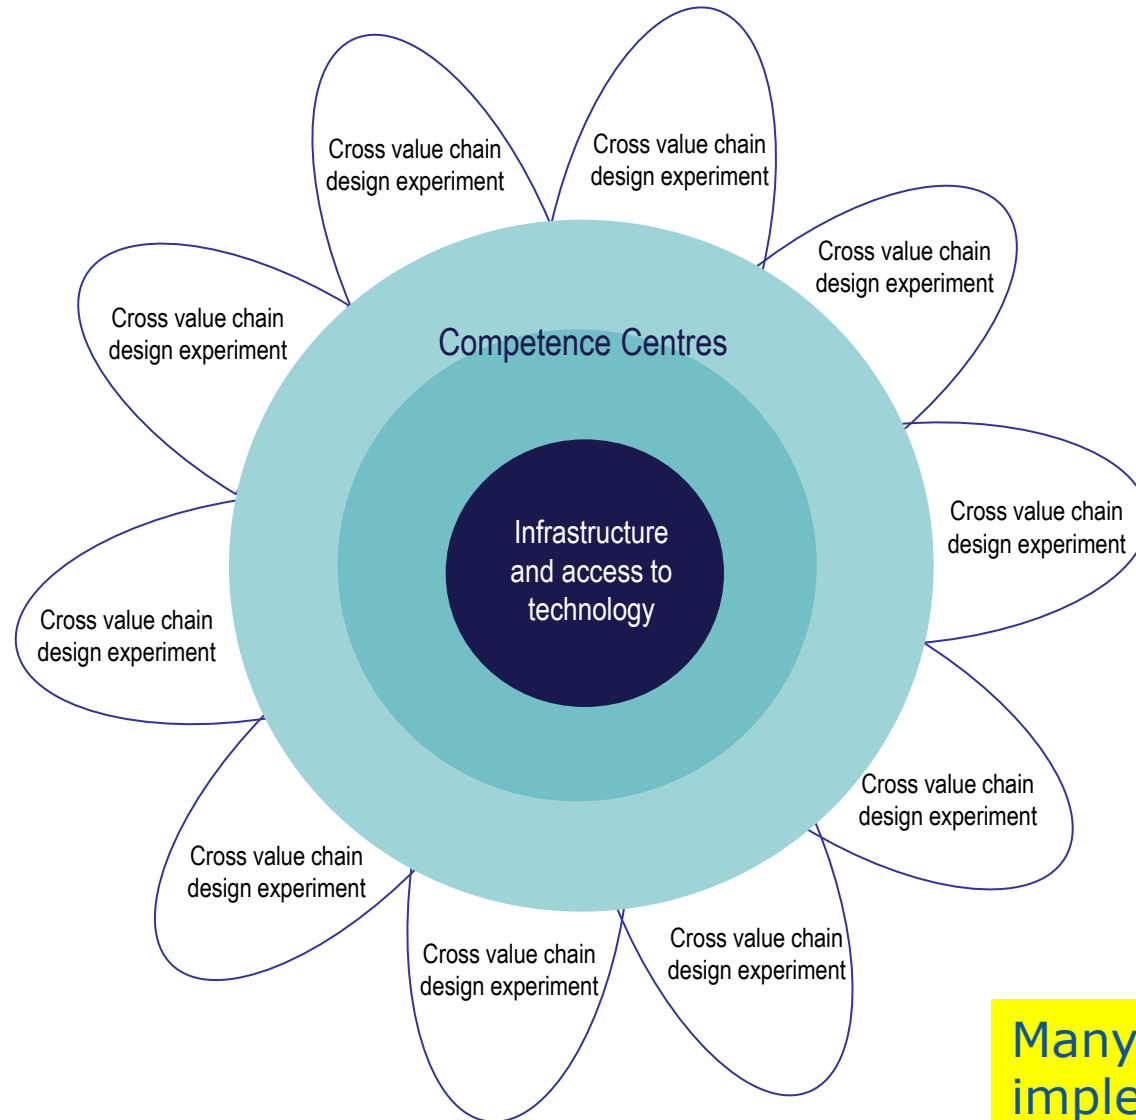 Cross value chain
design experiment
Cross value chain
design experiment
Cross value chain
design experiment
Cross value chain
design experiment
Competence Centres
Cross value chain
design experiment
Infrastructure
and access to
technology
Cross value chain
design experiment
Cross value chain
design experiment
Cross value chain
design experiment
Cross value chain
design experiment
Cross value chain
design experiment
Many